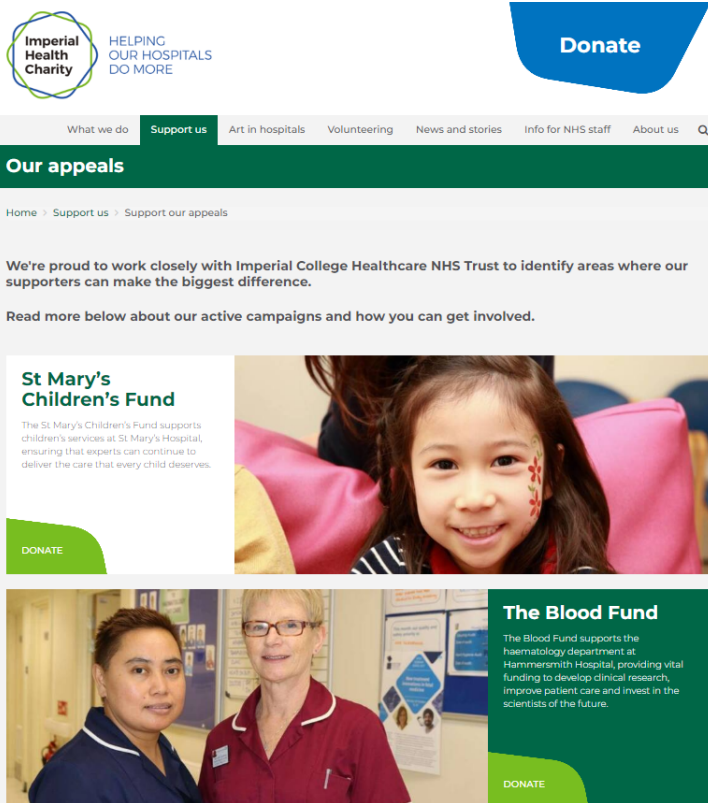 Imperial
Health
Charity
HELPING
OUR HOSPITALS
DO MORE
Donate
What we do
Support us
Art in hospitals
Volunteering
News and stories
Info for NHS staff
About us
Our appeals
Home > Support us > Support our appeals
We're proud to work closely with Imperial College Healthcare NHS Trust to identify areas where our
supporters can make the biggest difference.
Read more below about our active campaigns and how you can get involved.
St Mary's
Children's Fund
The St Mary's Children's Fund supports
children's services at St Mary's Hospital,
ensuring that experts can continue to
deliver the care that every child deserves.
DONATE
The Blood Fund
The Blood Fund supports the
haematology department at
Hammersmith Hospital, providing vital
funding to develop clinical research,
improve patient care and invest in the
scientists of the future.
DONATE